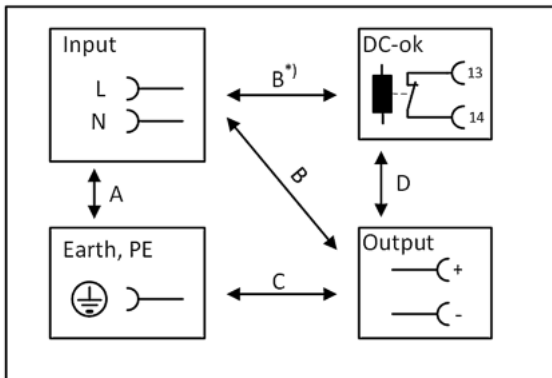 Input
L
N
B*)
DC-ok
13
14
A
B
D
Earth, PE
C
Output
+
-